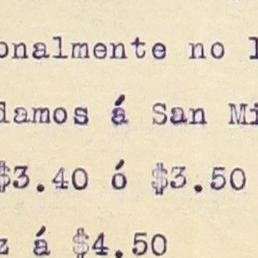 onalmente no
damos á San Mi
$3.40 ó $3.50
z á $4.50